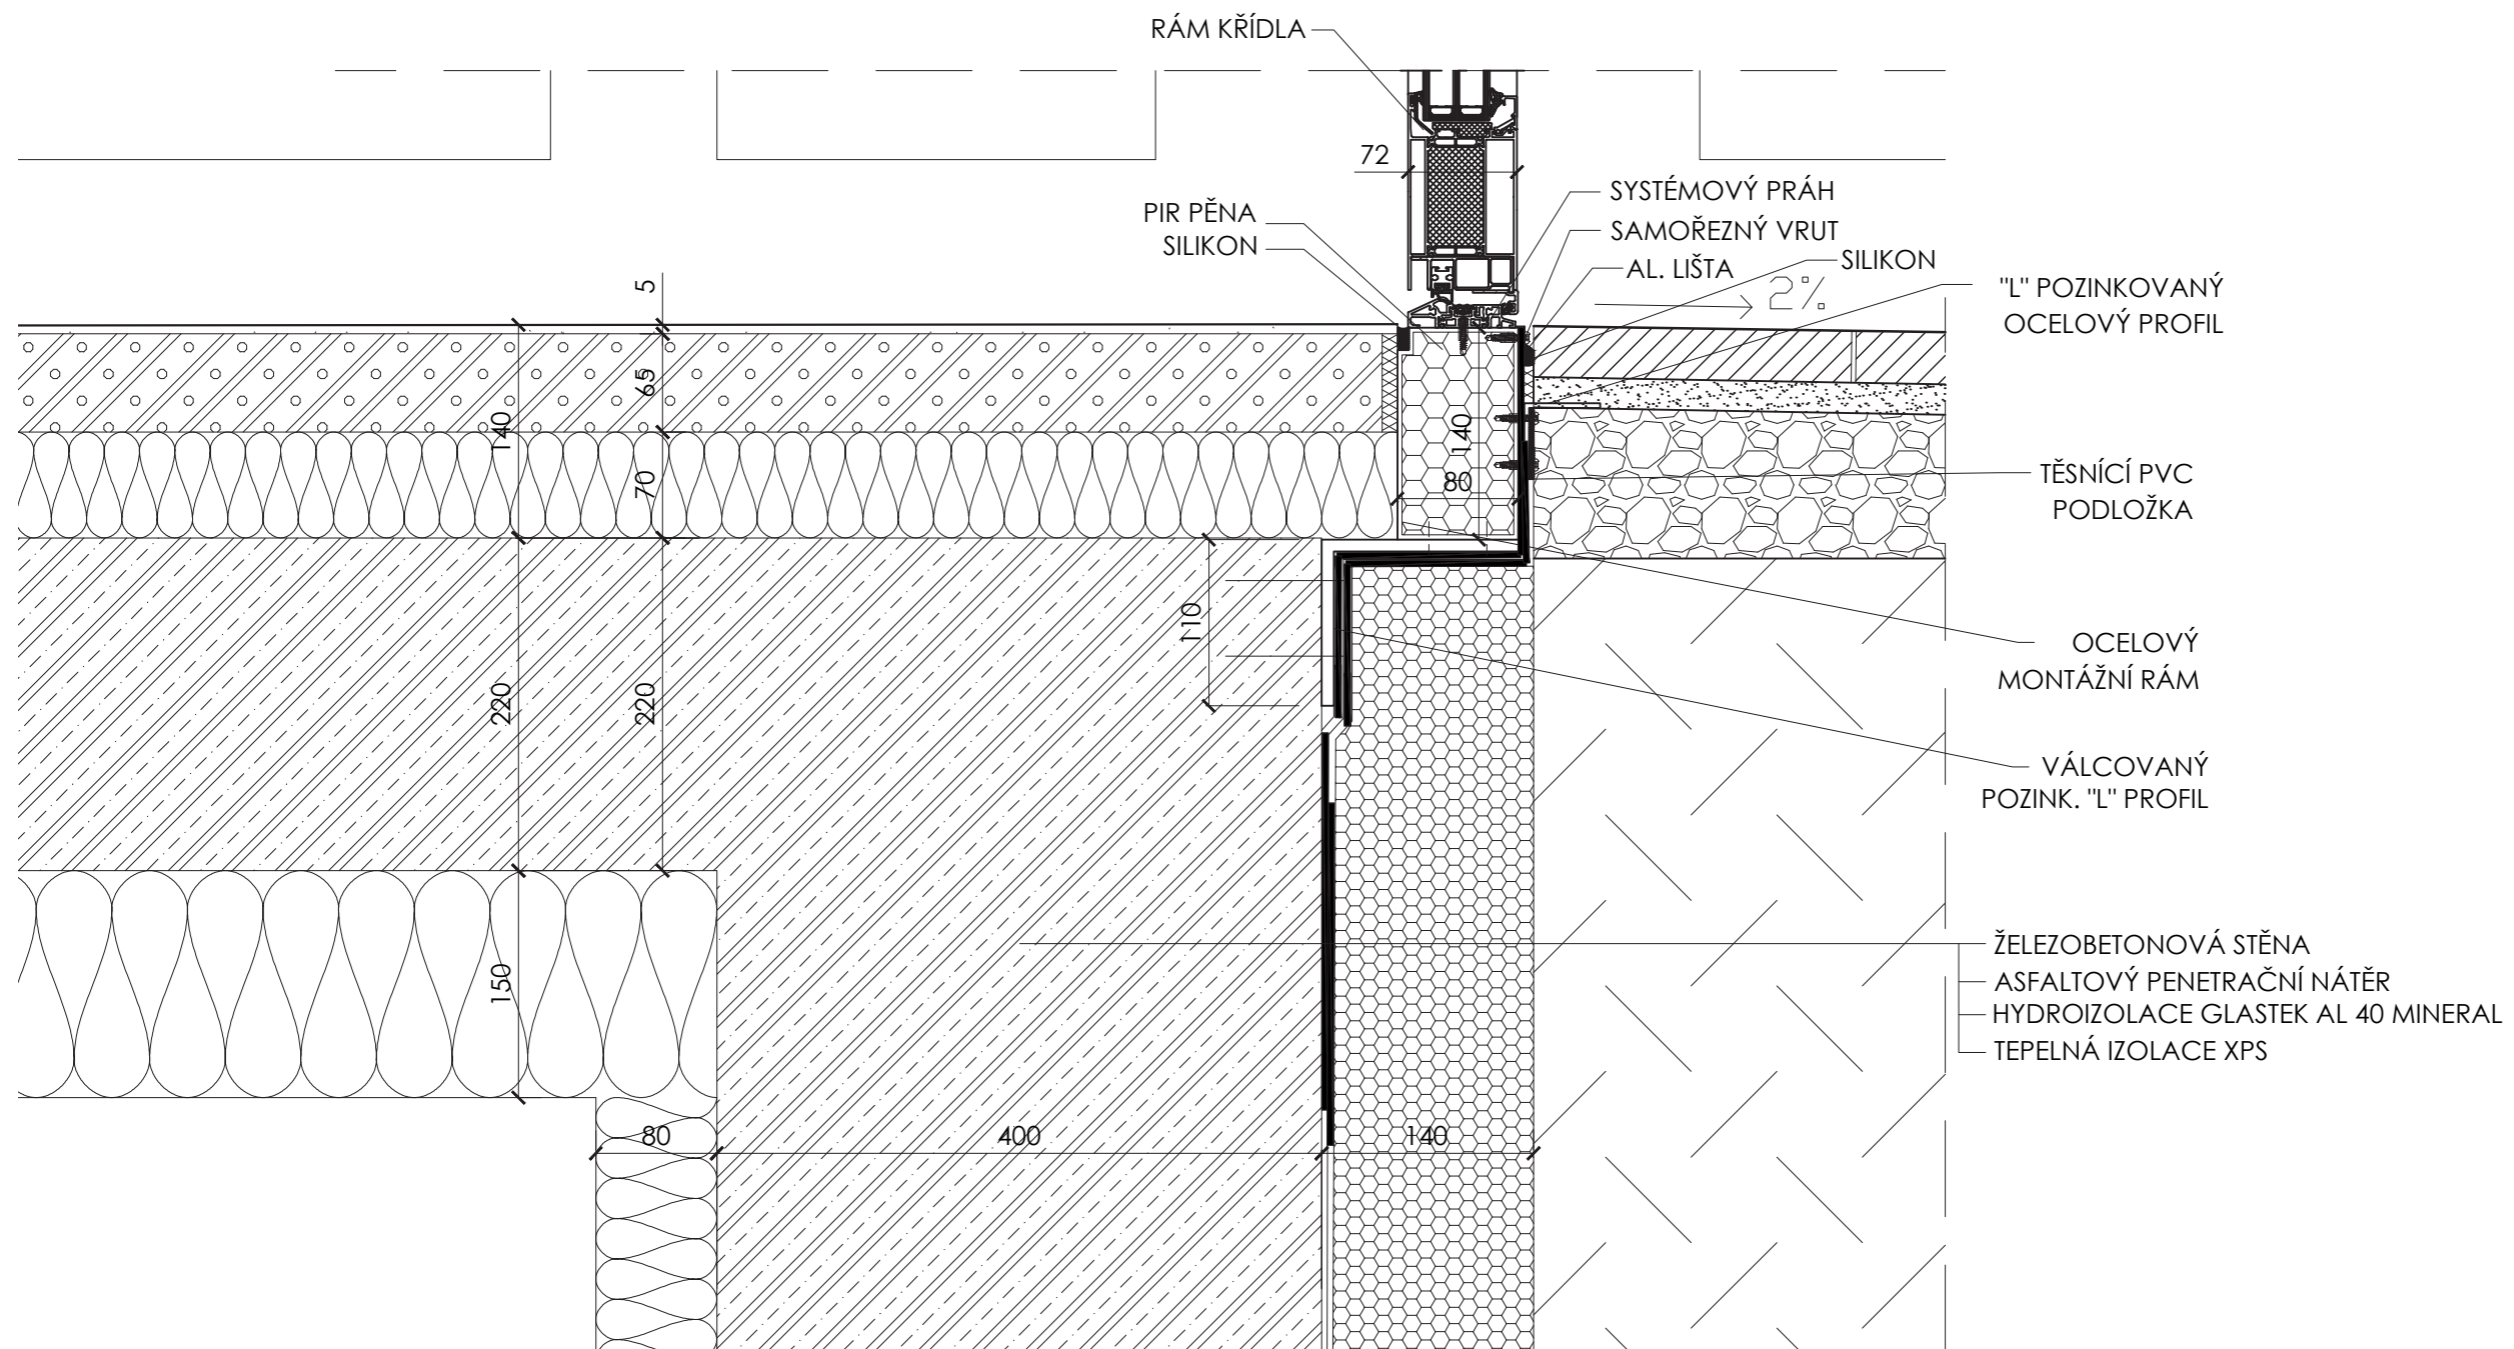 RÁM KŘÍDLA
72
PIR PĚNA
SILIKON
SYSTÉMOVÝ PRÁH
SAMOŘEZNÝ VRUT
AL. LIŠTA
SILIKON
2%
"L" POZINKOVANÝ
OCELOVÝ PROFIL
5
65
140
70
140
80
TĚSNÍCÍ PVC
PODLOŽKA
110
OCELOVÝ
MONTÁŽNÍ RÁM
220
220
VÁLCOVANÝ
POZINK. "L" PROFIL
150
ŽELEZOBETONOVÁ STĚNA
ASFALTOVÝ PENETRAČNÍ NÁTĚR
HYDROIZOLACE GLASTEK AL 40 MINERAL
TEPELNÁ IZOLACE XPS
80
400
140